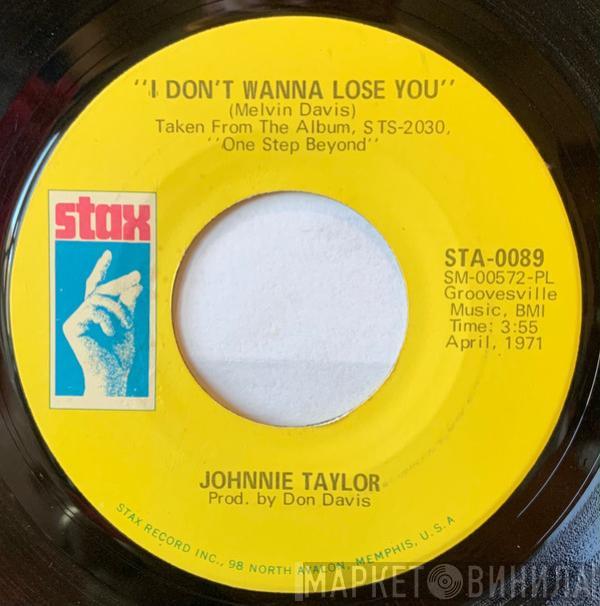 "I DON'T WANNA LOSE YOU"
(Melvin Davis)
Taken From The Album, STS-2030,
"One Step Beyond"
stax
STA-0089
SM-00572-PL
Groovesville
Music, BMI
Time: 3:55
April, 1971
JOHNNIE TAYLOR
Prod. by Don Davis
STAX RECORD INC., 98 NORTH AVALON, MEMPHIS, U.S.A
МАРКЕТ ВИНИЛА